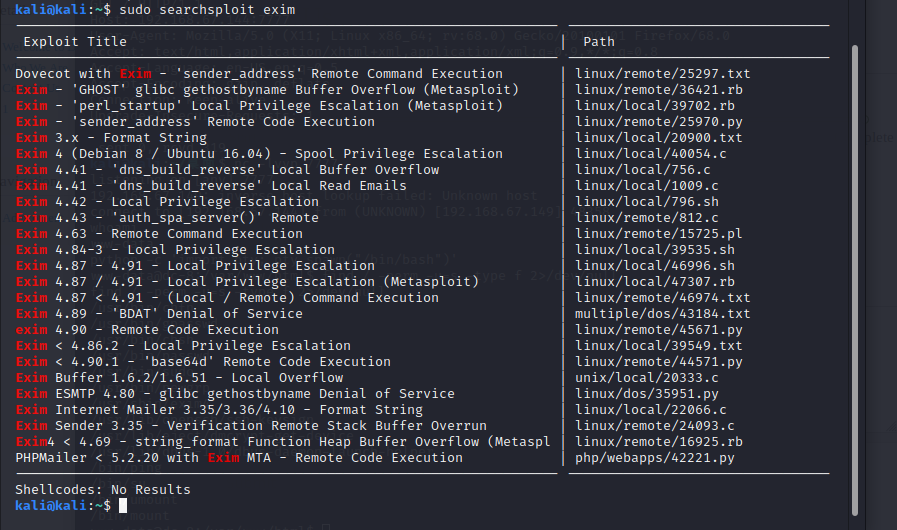 kali@kali:~$ sudo searchsploit exim
Exploit Title | Path
Dovecot with Exim - 'sender_address' Remote Command Execution | linux/remote/25297.txt
Exim - 'GHOST' glibc gethostbyname Buffer Overflow (Metasploit) | linux/remote/36421.rb
Exim - 'perl_startup' Local Privilege Escalation (Metasploit) | linux/local/39702.rb
Exim - 'sender_address' Remote Code Execution | linux/remote/25970.py
Exim 3.x - Format String | linux/local/20900.txt
Exim 4 (Debian 8 / Ubuntu 16.04) - Spool Privilege Escalation | linux/local/40054.c
Exim 4.41 - 'dns_build_reverse' Local Buffer Overflow | linux/local/756.c
Exim 4.41 - 'dns_build_reverse' Local Read Emails | linux/local/1009.c
Exim 4.42 - Local Privilege Escalation | linux/local/796.sh
Exim 4.43 - 'auth_spa_server()' Remote | linux/remote/812.c
Exim 4.63 - Remote Command Execution | linux/remote/15725.pl
Exim 4.84-3 - Local Privilege Escalation | linux/local/39535.sh
Exim 4.87 - 4.91 - Local Privilege Escalation | linux/local/46996.sh
Exim 4.87 / 4.91 - Local Privilege Escalation (Metasploit) | linux/local/47307.rb
Exim 4.87 < 4.91 - (Local / Remote) Command Execution | linux/remote/46974.txt
Exim 4.89 - 'BDAT' Denial of Service | multiple/dos/43184.txt
exim 4.90 - Remote Code Execution | linux/remote/45671.py
Exim < 4.86.2 - Local Privilege Escalation | linux/local/39549.txt
Exim < 4.90.1 - 'base64d' Remote Code Execution | linux/remote/44571.py
Exim Buffer 1.6.2/1.6.51 - Local Overflow | unix/local/20333.c
Exim ESMTP 4.80 - glibc gethostbyname Denial of Service | linux/dos/35951.py
Exim Internet Mailer 3.35/3.36/4.10 - Format String | linux/local/22066.c
Exim Sender 3.35 - Verification Remote Stack Buffer Overrun | linux/remote/24093.c
Exim4 < 4.69 - string_format Function Heap Buffer Overflow (Metaspl | linux/remote/16925.rb
PHPMailer < 5.2.20 with Exim MTA - Remote Code Execution | php/webapps/42221.py
Shellcodes: No Results
kali@kali:~$